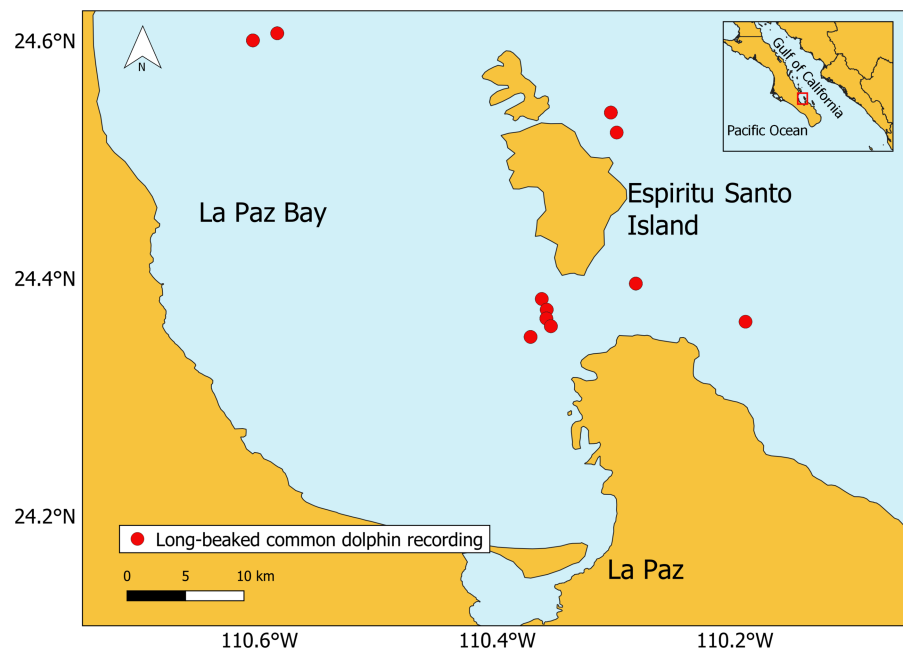 24.6°N
N
Gulf of California
Pacific Ocean
La Paz Bay
Espiritu Santo
Island
24.4°N
24.2°N
Long-beaked common dolphin recording
0 5 10 km
La Paz
110.6°W 110.4°W 110.2°W